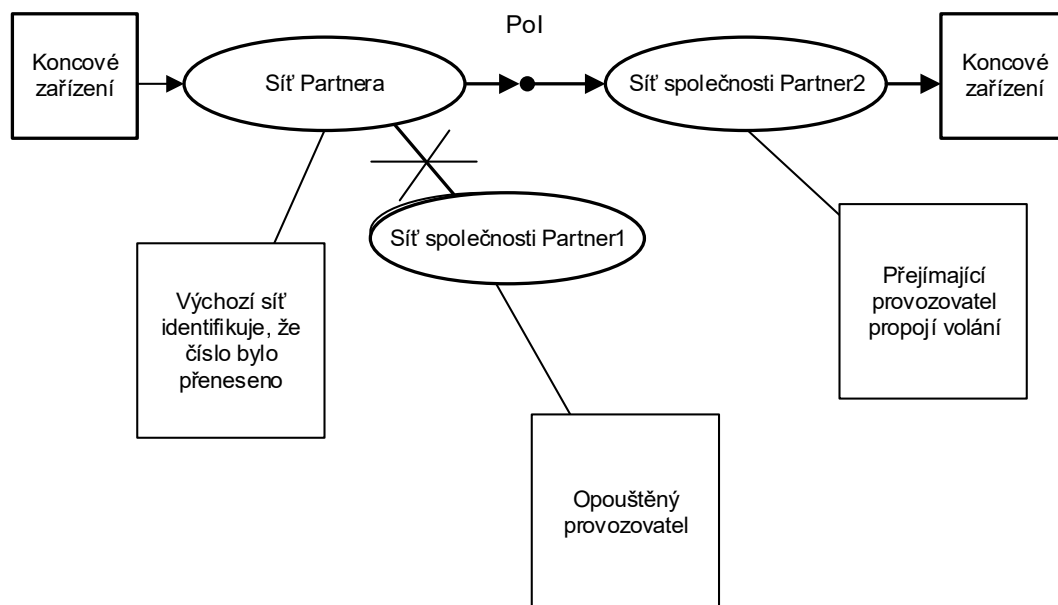 PoI
Koncové
zařízení
Síť Partnera
Síť společnosti Partner2
Koncové
zařízení
Síť společnosti Partner1
Výchozí síť
identifikuje, že
číslo bylo
přeneseno
Přejímající
provozovatel
propojí volání
Opouštěný
provozovatel